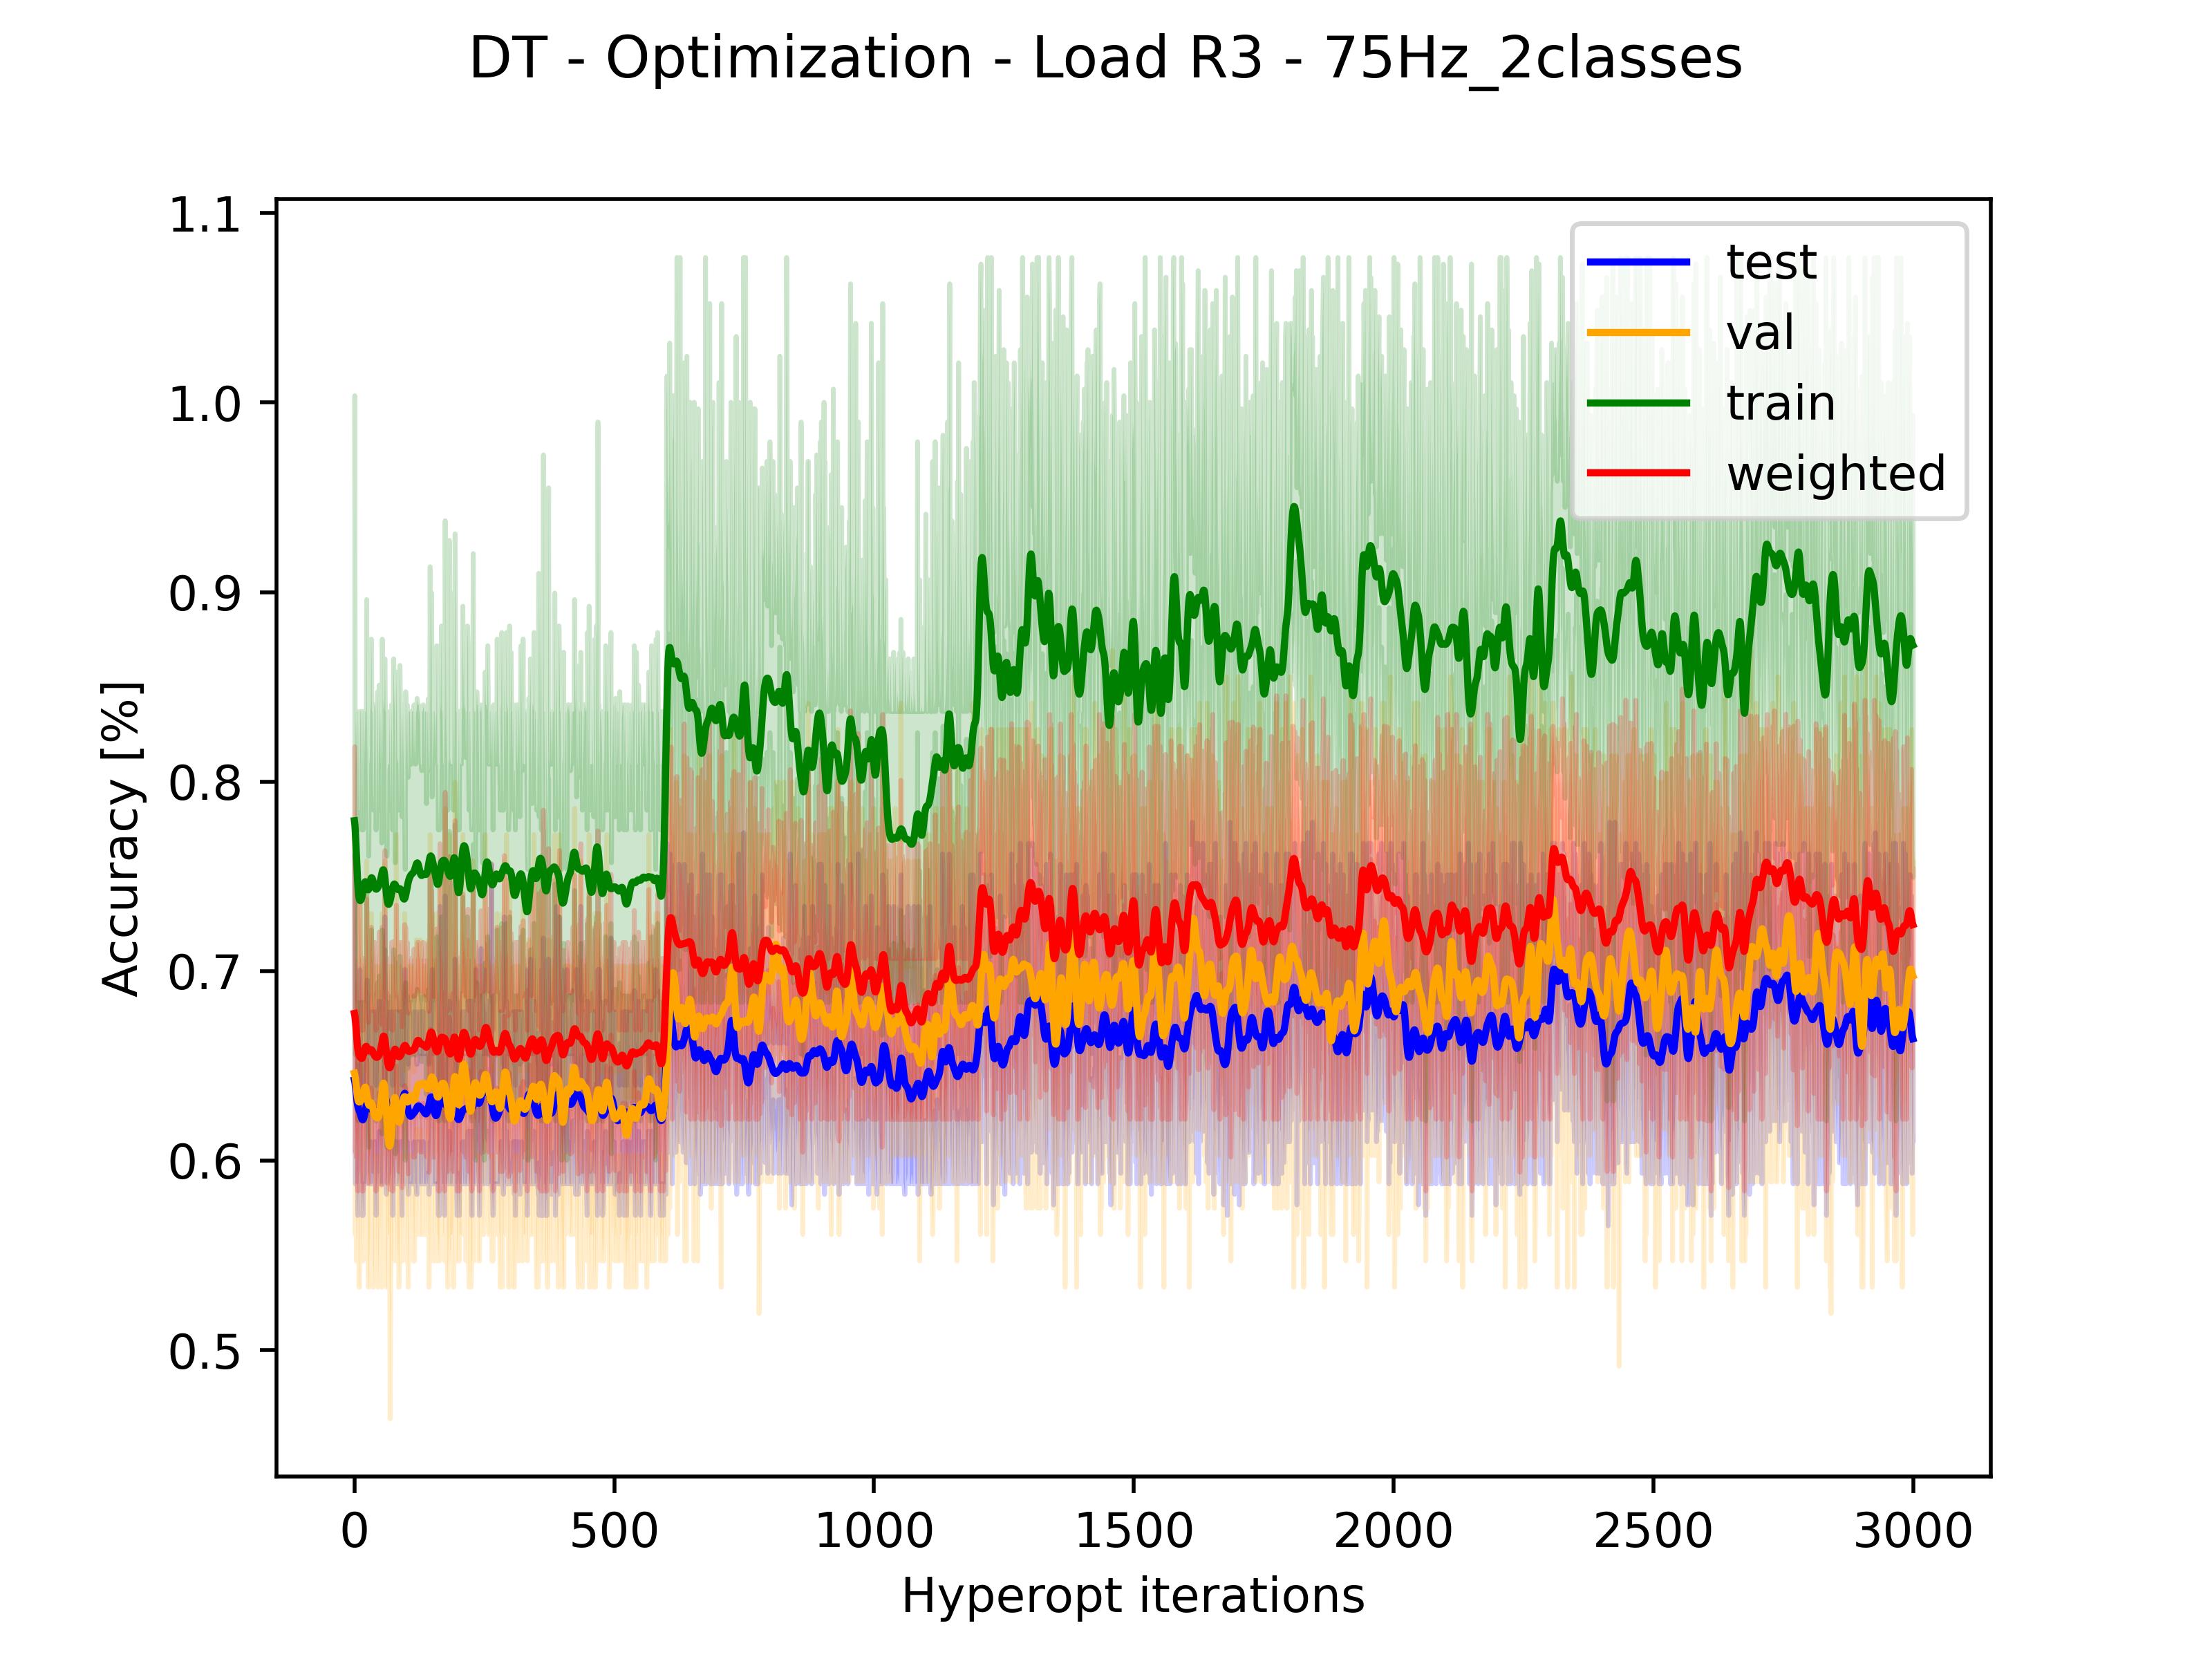 DT - Optimization - Load R3 - 75Hz_2classes
1.1
1.0
0.9
0.8
0.7
0.6
0.5
Accuracy [%]
test
val
train
weighted
0 500 1000 1500 2000 2500 3000
Hyperopt iterations